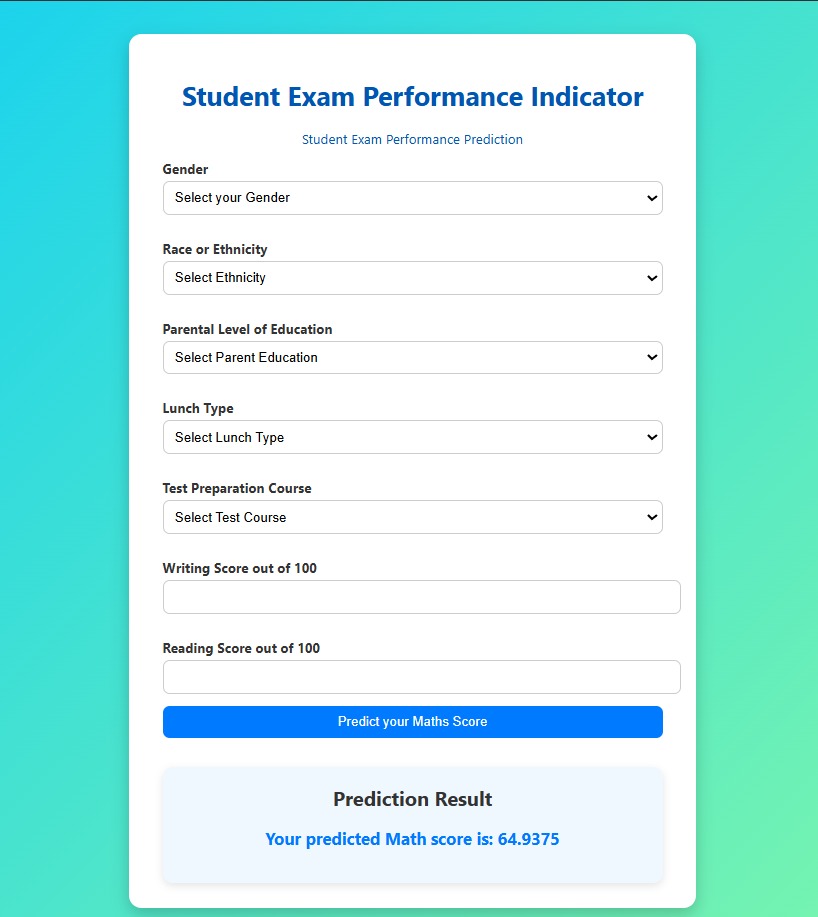 Student Exam Performance Indicator
Student Exam Performance Prediction
Gender
Select your Gender
Race or Ethnicity
Select Ethnicity
Parental Level of Education
Select Parent Education
Lunch Type
Select Lunch Type
Test Preparation Course
Select Test Course
Writing Score out of 100
Reading Score out of 100
Predict your Maths Score
Prediction Result
Your predicted Math score is: 64.9375